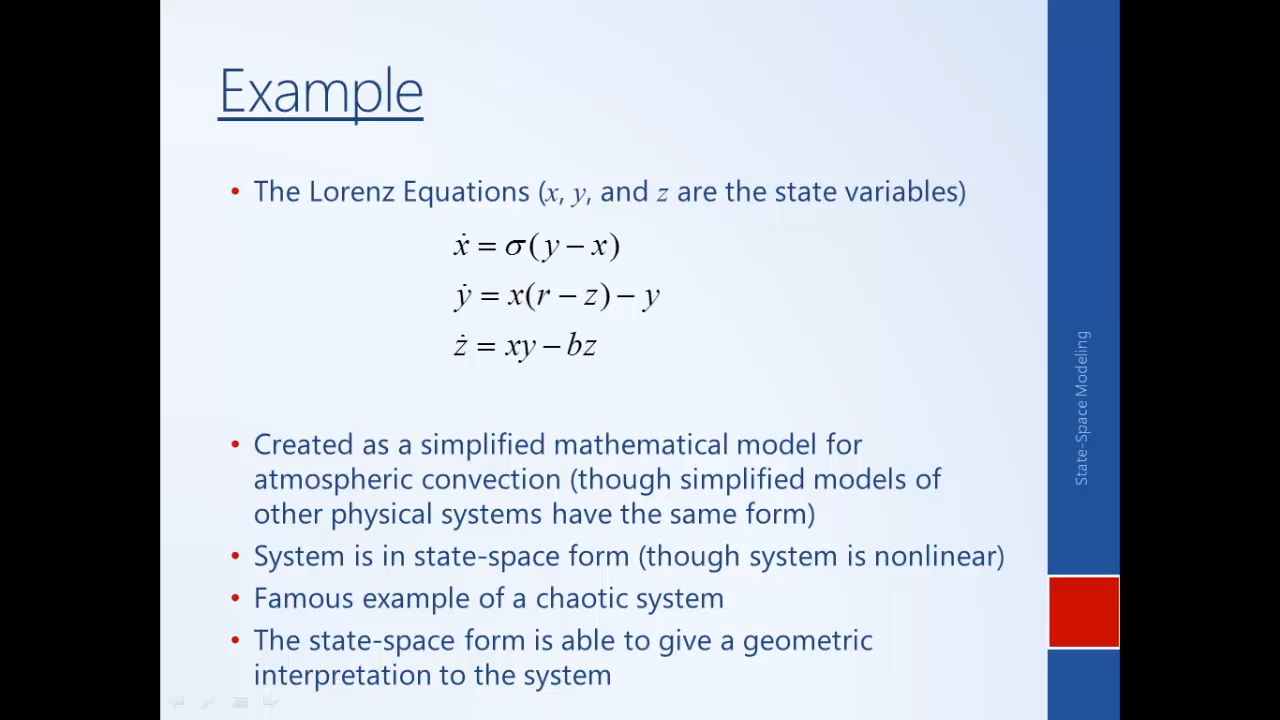 Example
• The Lorenz Equations (x, y, and z are the state variables)
ẋ = σ(y − x)
ẏ = x(r − z) − y
ż = xy − bz
• Created as a simplified mathematical model for
atmospheric convection (though simplified models of
other physical systems have the same form)
• System is in state-space form (though system is nonlinear)
• Famous example of a chaotic system
• The state-space form is able to give a geometric
interpretation to the system
State-Space Modeling